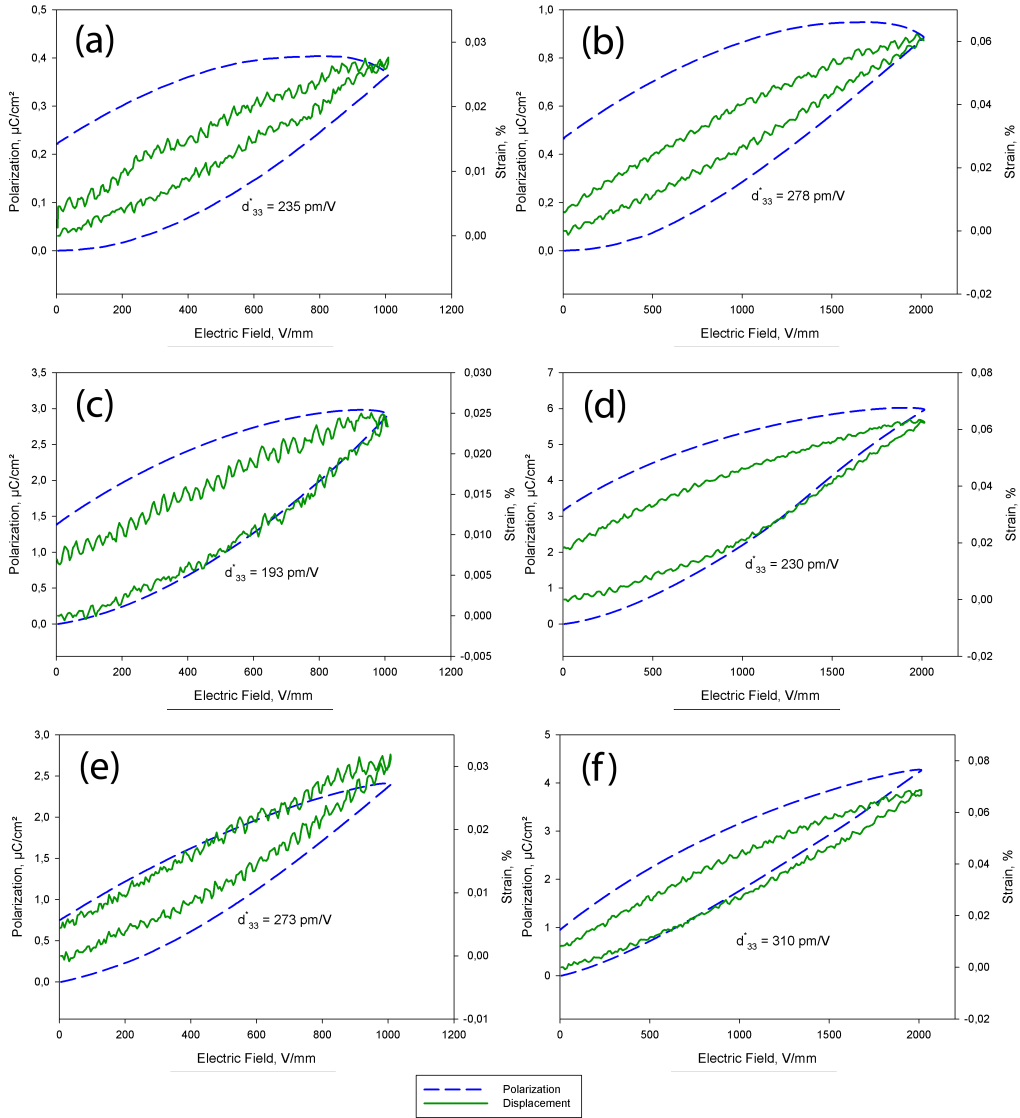 (a)
0,5
0,4
0,3
0,2
0,1
0,0
Polarization, µC/cm²
0,03
0,02
0,01
0,00
Strain, %
d*33 = 235 pm/V
0 200 400 600 800 1000 1200
Electric Field, V/mm
(b)
1,0
0,8
0,6
0,4
0,2
0,0
Polarization, µC/cm²
0,06
0,04
0,02
0,00
-0,02
Strain, %
d*33 = 278 pm/V
0 500 1000 1500 2000
Electric Field, V/mm
(c)
3,5
3,0
2,5
2,0
1,5
1,0
0,5
0,0
Polarization, µC/cm²
0,030
0,025
0,020
0,015
0,010
0,005
0,000
-0,005
Strain, %
d*33 = 193 pm/V
0 200 400 600 800 1000 1200
Electric Field, V/mm
(d)
7
6
5
4
3
2
1
0
Polarization, µC/cm²
0,08
0,06
0,04
0,02
0,00
-0,02
Strain, %
d*33 = 230 pm/V
0 500 1000 1500 2000
Electric Field, V/mm
(e)
3,0
2,5
2,0
1,5
1,0
0,5
0,0
Polarization, µC/cm²
0,03
0,02
0,01
0,00
-0,01
Strain, %
d*33 = 273 pm/V
0 200 400 600 800 1000 1200
Electric Field, V/mm
(f)
5
4
3
2
1
0
Polarization, µC/cm²
0,08
0,06
0,04
0,02
0,00
-0,02
Strain, %
d*33 = 310 pm/V
0 500 1000 1500 2000
Electric Field, V/mm
Polarization
Displacement